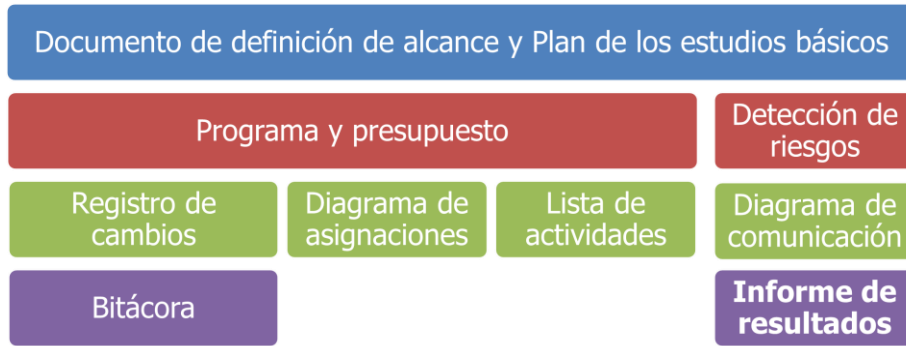 Documento de definición de alcance y Plan de los estudios básicos
Programa y presupuesto
Detección de
riesgos
Registro de
cambios
Diagrama de
asignaciones
Lista de
actividades
Diagrama de
comunicación
Bitácora
Informe de
resultados